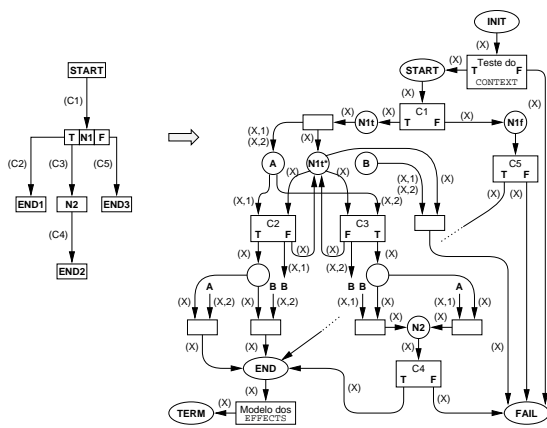 INIT
(X)
START
(X)
T Teste do F
CONTEXT
START
(X)
(C1)
C1
T F
(X)
N1t
(X)
(X)
N1f
(X,1)
(X,2)
(X)
T N1 F
(C2)
(C3)
(C5)
A
N1t*
B
(X)
(X)
(X,1)
(X,2)
(X)
C5
T F
END1
N2
END3
(X,1)
(X)
(X)
(X,2)
(X)
(X)
C2
T F
C3
F T
(C4)
(X)
(X)
(X)
(X)
END2
(X,1)
(X,2)
A
B
B
B
B
A
(X)
(X,2)
(X)
(X,2)
(X,1)
(X)
(X,1)
(X)
(X)
N2
(X)
(X)
(X)
(X)
(X)
(X)
END
C4
T F
(X)
(X)
(X)
TERM
(X)
Modelo dos
EFFECTS
FAIL